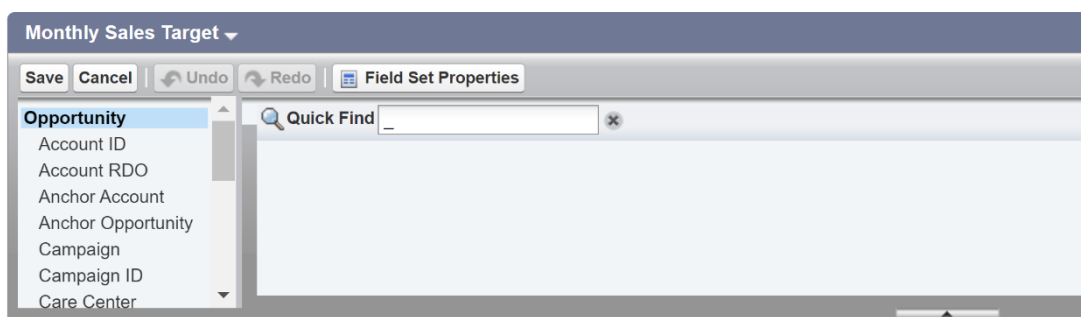 Monthly Sales Target
Save Cancel Undo Redo Field Set Properties
Opportunity
Quick Find _
Account ID
Account RDO
Anchor Account
Anchor Opportunity
Campaign
Campaign ID
Care Center